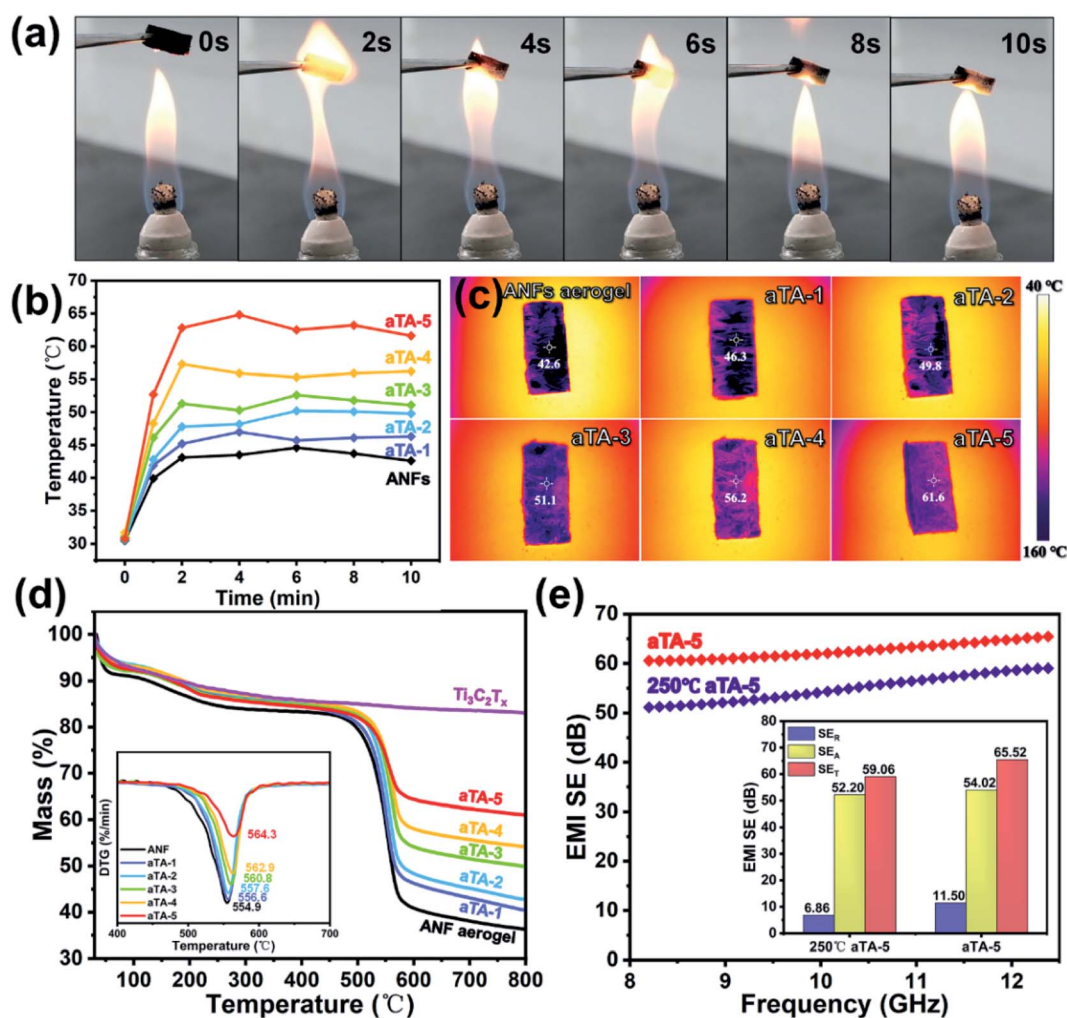 (a)
0s
2s
4s
6s
8s
10s
(b)
Temperature (℃)
70
65
60
55
50
45
40
35
30
aTA-5
aTA-4
aTA-3
aTA-2
aTA-1
ANFs
0 2 4 6 8 10
Time (min)
(c)
ANFs aerogel
42.6
aTA-1
46.3
aTA-2
49.8
aTA-3
51.1
aTA-4
56.2
aTA-5
61.6
40 ℃
160 ℃
(d)
Mass (%)
100
90
80
70
60
50
40
30
Ti₃C₂Tₓ
aTA-5
aTA-4
aTA-3
aTA-2
aTA-1
ANF aerogel
DTG (%/min)
ANF
aTA-1
aTA-2
aTA-3
aTA-4
aTA-5
564.3
562.9
560.8
557.6
556.6
554.9
400 500 600 700
Temperature (℃)
100 200 300 400 500 600 700 800
Temperature (℃)
(e)
EMI SE (dB)
70
60
50
40
30
20
10
0
aTA-5
250℃ aTA-5
EMI SE (dB)
80
70
60
50
40
30
20
10
0
SE_R
SE_A
SE_T
6.86
52.20
59.06
11.50
54.02
65.52
250℃ aTA-5
aTA-5
8 9 10 11 12
Frequency (GHz)